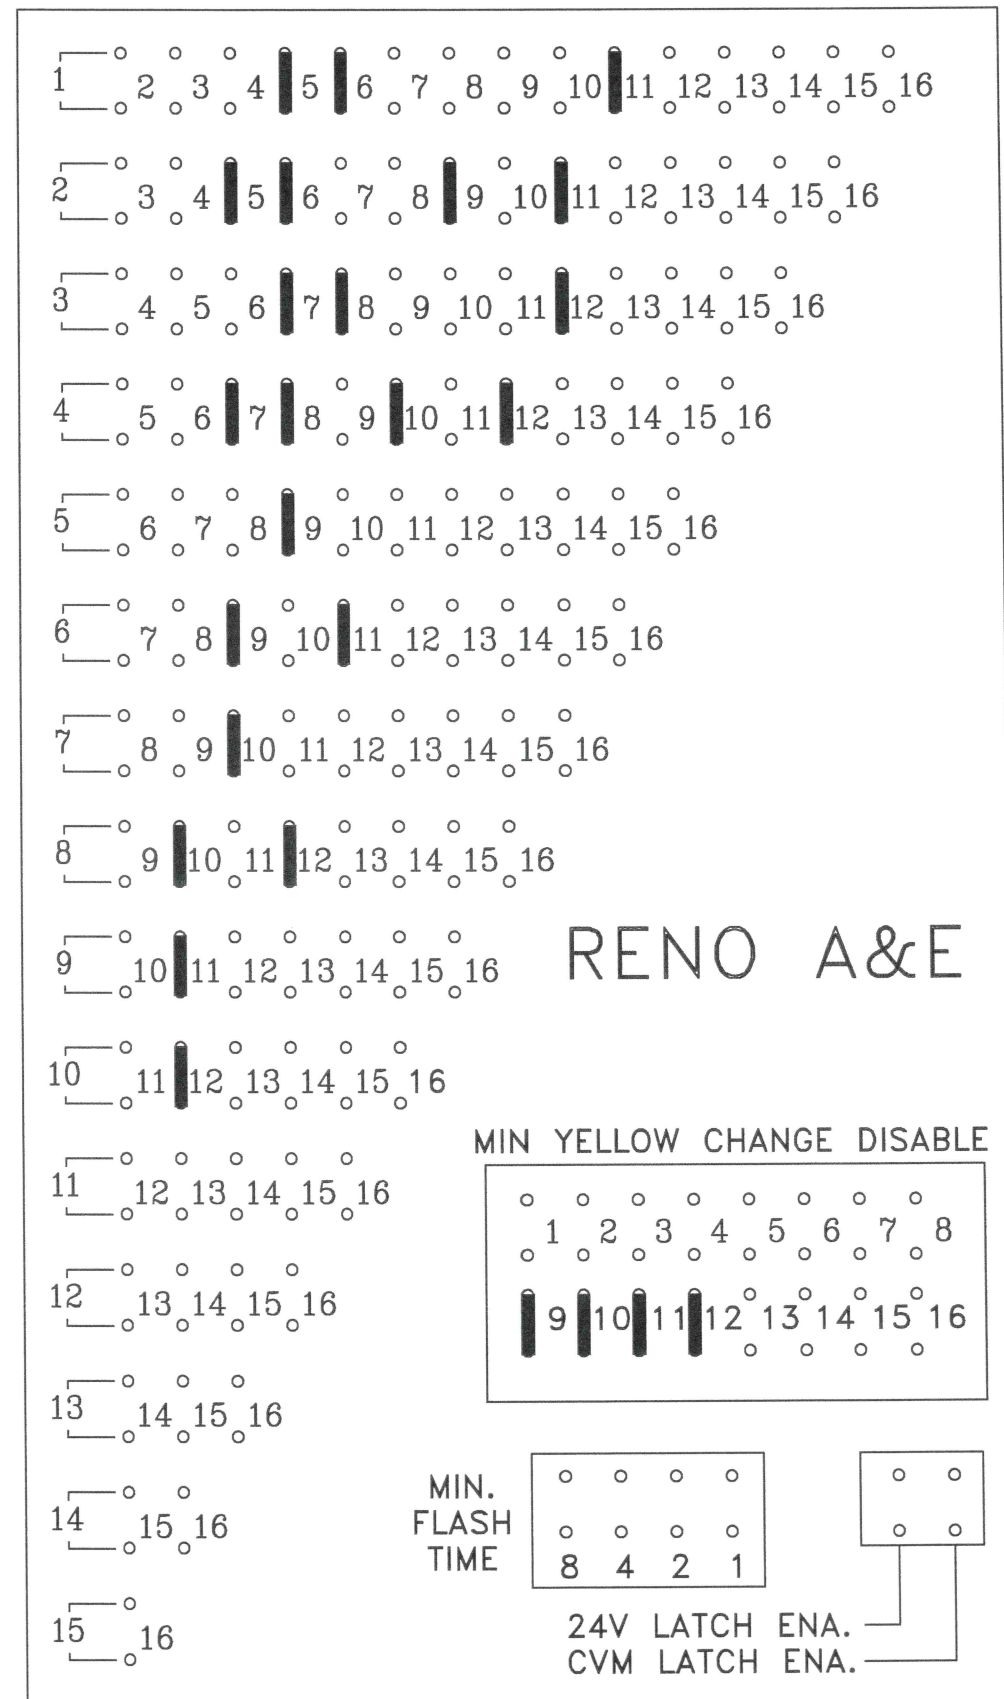 1 2 3 4 5 6 7 8 9 10 11 12 13 14 15 16
2 3 4 5 6 7 8 9 10 11 12 13 14 15 16
3 4 5 6 7 8 9 10 11 12 13 14 15 16
4 5 6 7 8 9 10 11 12 13 14 15 16
5 6 7 8 9 10 11 12 13 14 15 16
6 7 8 9 10 11 12 13 14 15 16
7 8 9 10 11 12 13 14 15 16
8 9 10 11 12 13 14 15 16
9 10 11 12 13 14 15 16
RENO A&E
10 11 12 13 14 15 16
11 12 13 14 15 16
12 13 14 15 16
13 14 15 16
14 15 16
15 16
MIN YELLOW CHANGE DISABLE
1 2 3 4 5 6 7 8
9 10 11 12 13 14 15 16
MIN.
FLASH
TIME
8 4 2 1
24V LATCH ENA.
CVM LATCH ENA.